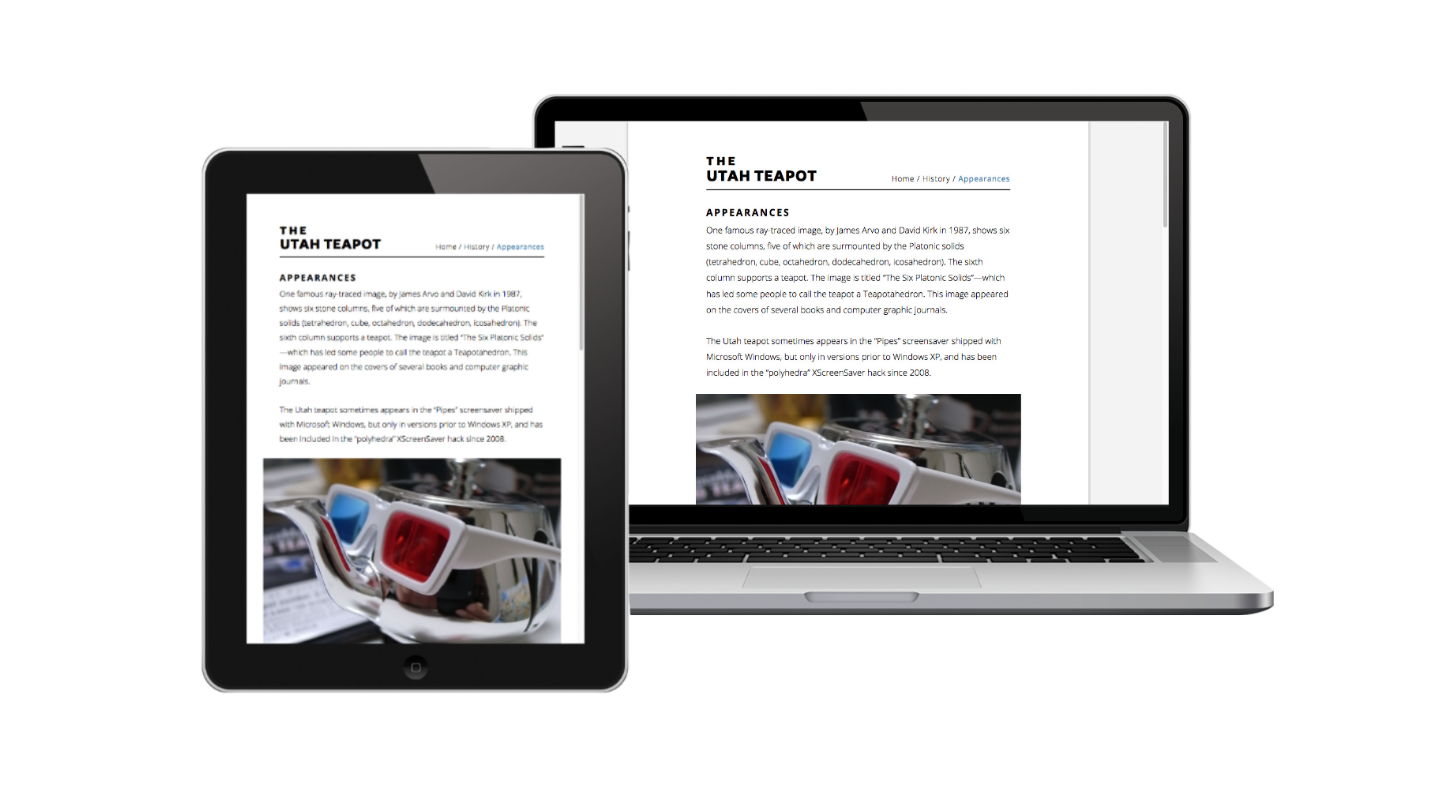 THE
UTAH TEAPOT
Home / History / Appearances
APPEARANCES
One famous ray-traced image, by James Arvo and David Kirk in 1987,
shows six stone columns, five of which are surmounted by the Platonic
solids (tetrahedron, cube, octahedron, dodecahedron, icosahedron). The
sixth column supports a teapot. The image is titled "The Six Platonic Solids"
—which has led some people to call the teapot a Teapotahedron. This
image appeared on the covers of several books and computer graphic
journals.
The Utah teapot sometimes appears in the "Pipes" screensaver shipped
with Microsoft Windows, but only in versions prior to Windows XP, and has
been included in the "polyhedra" XScreenSaver hack since 2008.
THE
UTAH TEAPOT
Home / History / Appearances
APPEARANCES
One famous ray-traced image, by James Arvo and David Kirk in 1987, shows six
stone columns, five of which are surmounted by the Platonic solids
(tetrahedron, cube, octahedron, dodecahedron, icosahedron). The sixth
column supports a teapot. The image is titled "The Six Platonic Solids"—which
has led some people to call the teapot a Teapotahedron. This image appeared
on the covers of several books and computer graphic journals.
The Utah teapot sometimes appears in the "Pipes" screensaver shipped with
Microsoft Windows, but only in versions prior to Windows XP, and has been
included in the "polyhedra" XScreenSaver hack since 2008.